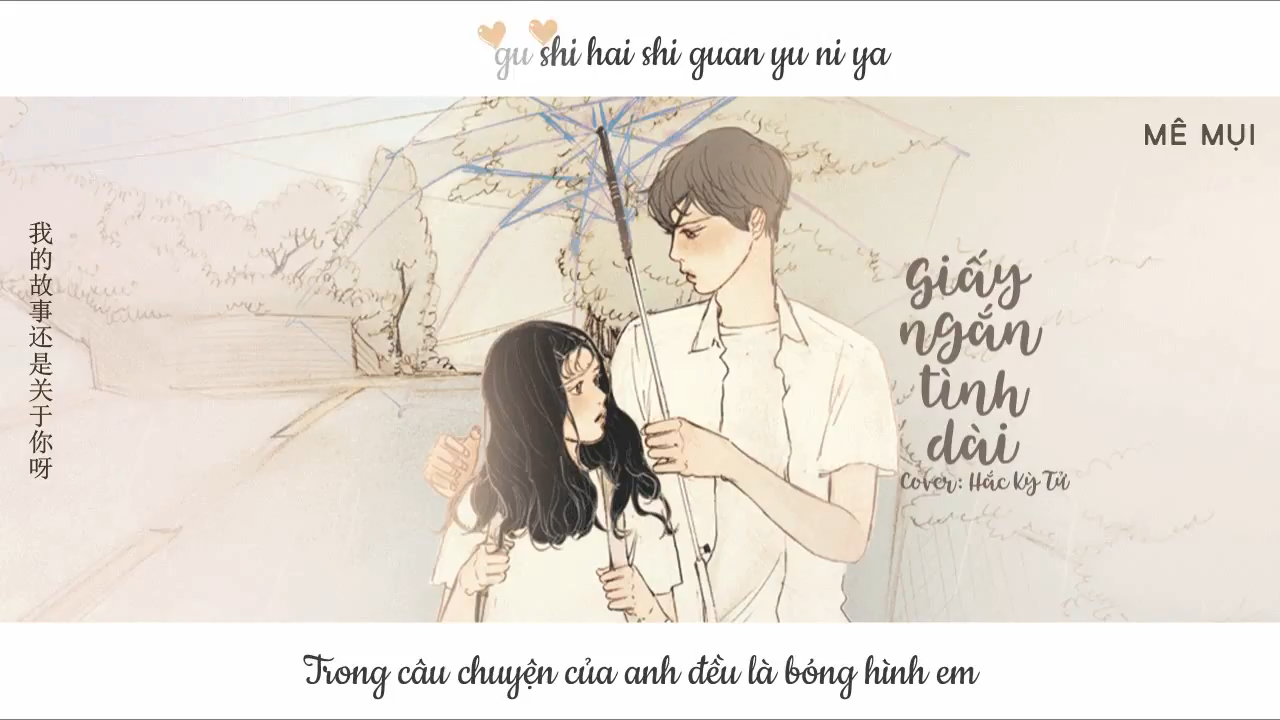 gu shi hai shi guan yu ni ya
MÊ MỤI
我的故事还是关于你呀
giấy
ngắn
tình
dài
Cover: Hắc Kỳ Tử
Trong câu chuyện của anh đều là bóng hình em